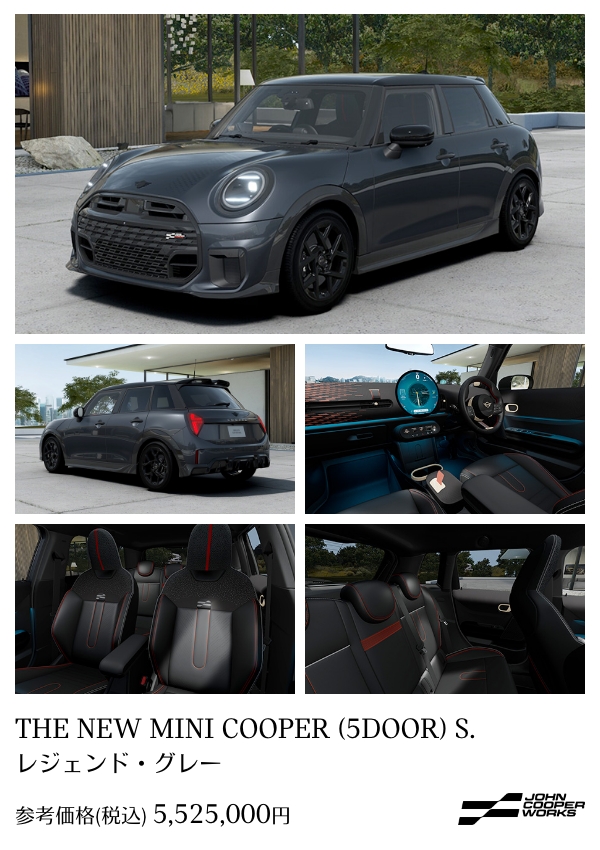 THE NEW MINI COOPER (5DOOR) S.
レジェンド・グレー
参考価格(税込) 5,525,000円
JOHN
COOPER
WORKS